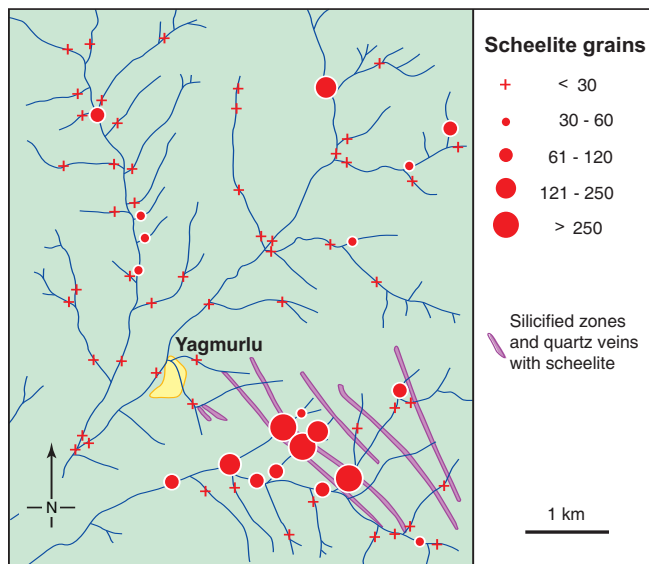 Scheelite grains
< 30
30 - 60
61 - 120
121 - 250
> 250
Silicified zones
and quartz veins
with scheelite
Yagmurlu
N
1 km